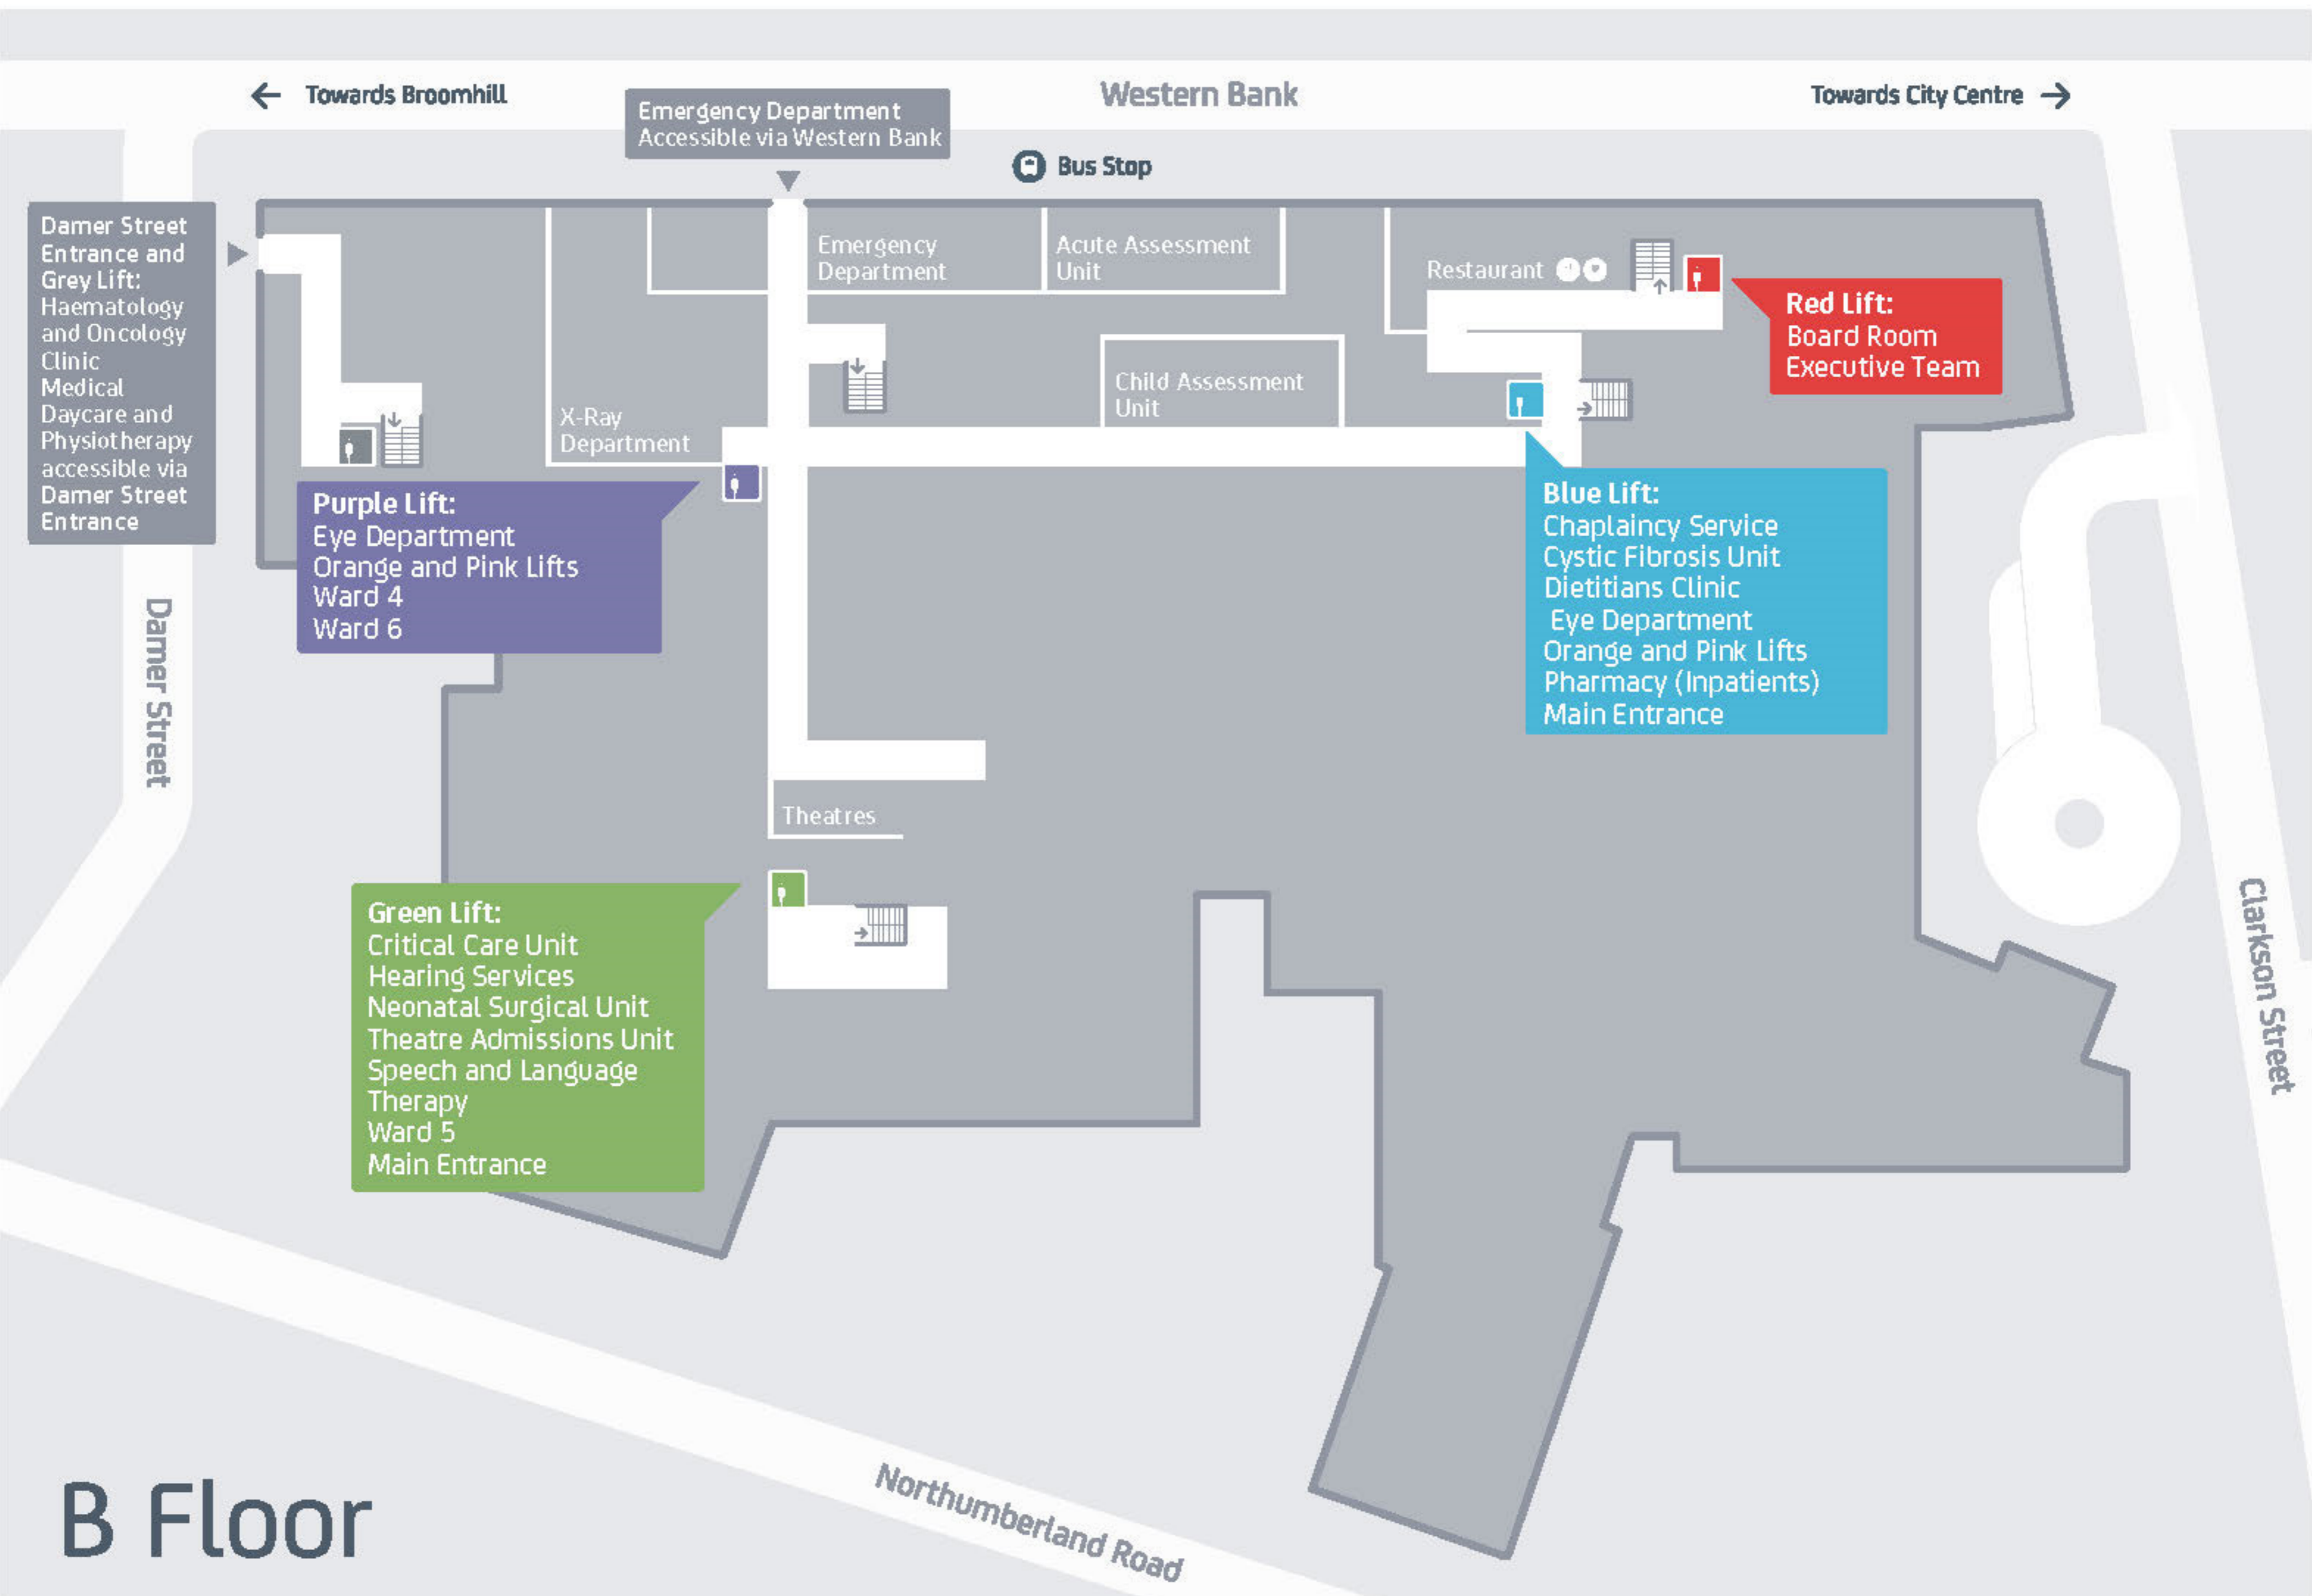 ← Towards Broomhill
Western Bank
Towards City Centre →
Emergency Department
Accessible via Western Bank
Bus Stop
Damer Street
Entrance and
Grey Lift:
Haematology
and Oncology
Clinic
Medical
Daycare and
Physiotherapy
accessible via
Damer Street
Entrance
Emergency
Department
Acute Assessment
Unit
Restaurant
Red Lift:
Board Room
Executive Team
Child Assessment
Unit
X-Ray
Department
Purple Lift:
Eye Department
Orange and Pink Lifts
Ward 4
Ward 6
Blue Lift:
Chaplaincy Service
Cystic Fibrosis Unit
Dietitians Clinic
Eye Department
Orange and Pink Lifts
Pharmacy (Inpatients)
Main Entrance
Damer Street
Theatres
Green Lift:
Critical Care Unit
Hearing Services
Neonatal Surgical Unit
Theatre Admissions Unit
Speech and Language
Therapy
Ward 5
Main Entrance
Clarkson Street
Northumberland Road
B Floor